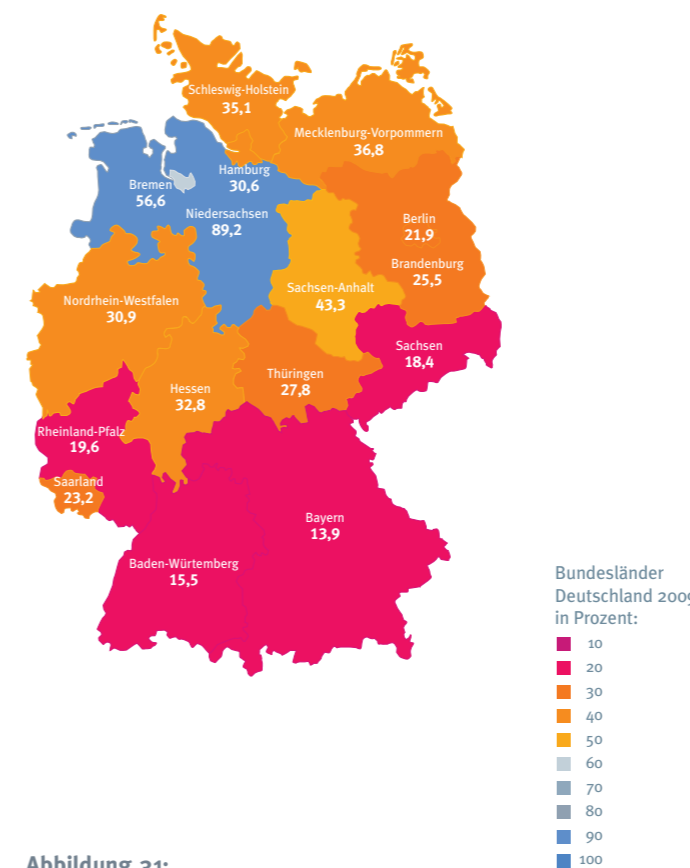 Schleswig-Holstein
35,1
Mecklenburg-Vorpommern
36,8
Hamburg
30,6
Bremen
56,6
Niedersachsen
89,2
Berlin
21,9
Brandenburg
25,5
Sachsen-Anhalt
43,3
Nordrhein-Westfalen
30,9
Sachsen
18,4
Thüringen
27,8
Hessen
32,8
Rheinland-Pfalz
19,6
Saarland
23,2
Bayern
13,9
Baden-Würtemberg
15,5
Bundesländer
Deutschland 2009
in Prozent:
10
20
30
40
50
60
70
80
90
100
Abbildung 31: